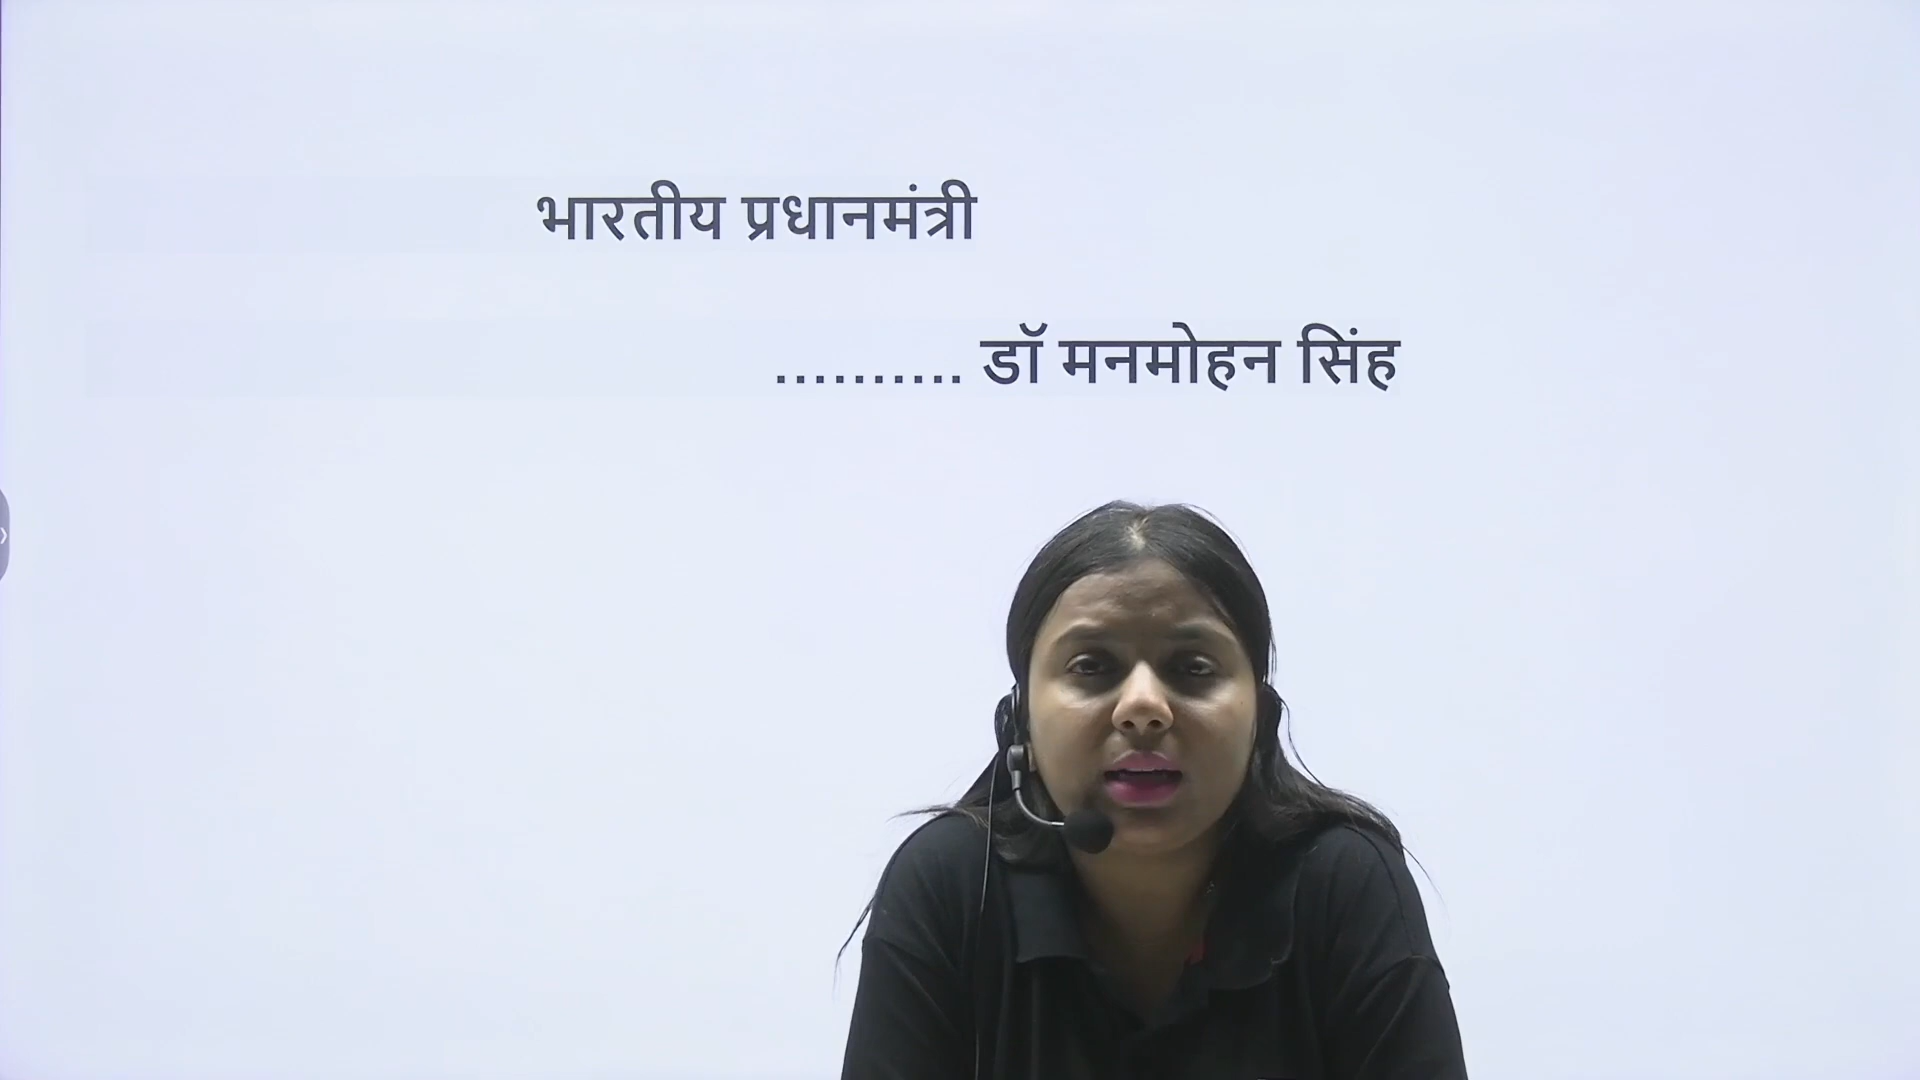 भारतीय प्रधानमंत्री
.......... डॉ मनमोहन सिंह